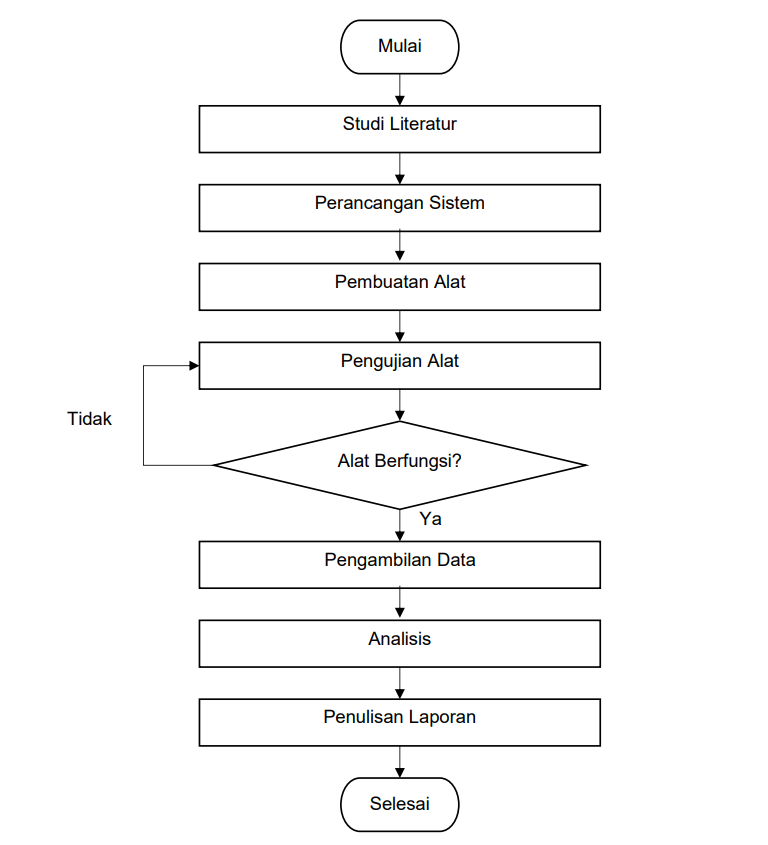 Mulai
Studi Literatur
Perancangan Sistem
Pembuatan Alat
Pengujian Alat
Tidak
Alat Berfungsi?
Ya
Pengambilan Data
Analisis
Penulisan Laporan
Selesai